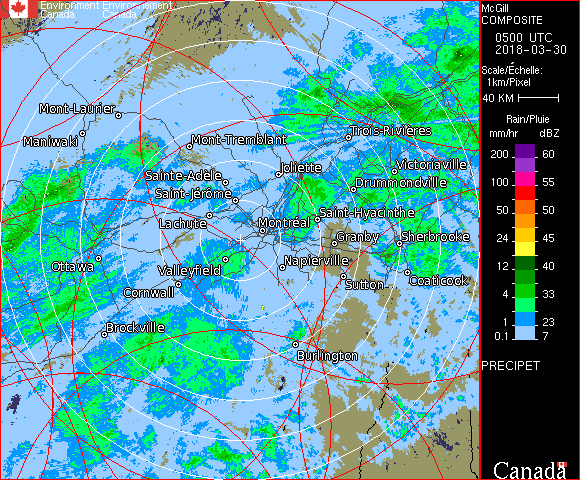 Environment Environnement
Canada Canada
McGill
COMPOSITE
0500 UTC
2018-03-30
Scale/Échelle:
1km/Pixel
40 KM
Rain/Pluie
mm/hr dBZ
200 60
100 55
50 50
24 45
12 40
4 33
1 23
0.1 7
PRECIPET
Canada
Mont-Laurier
Maniwaki
Mont-Tremblant
Trois-Rivières
Sainte-Adèle
Joliette
Victoriaville
Saint-Jérôme
Drummondville
Lachute
Montréal
Saint-Hyacinthe
Granby
Sherbrooke
Ottawa
Valleyfield
Napierville
Cornwall
Sutton
Coaticook
Brockville
Burlington